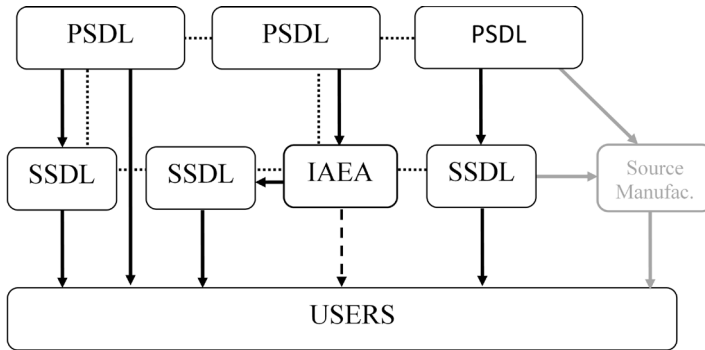 PSDL
PSDL
PSDL
SSDL
SSDL
IAEA
SSDL
Source
Manufac.
USERS